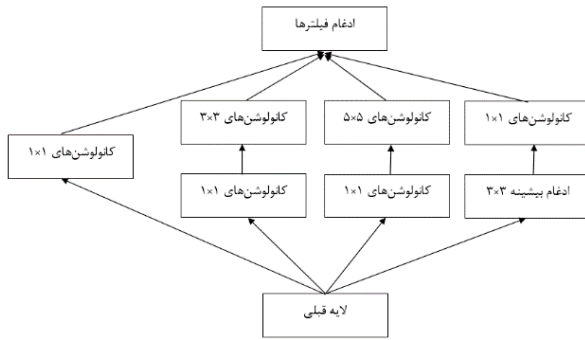 ادغام فیلترها
کانولوشن‌های ۳×۳
کانولوشن‌های ۵×۵
کانولوشن‌های ۱×۱
کانولوشن‌های ۱×۱
کانولوشن‌های ۱×۱
کانولوشن‌های ۱×۱
ادغام بیشینه ۳×۳
لایه قبلی